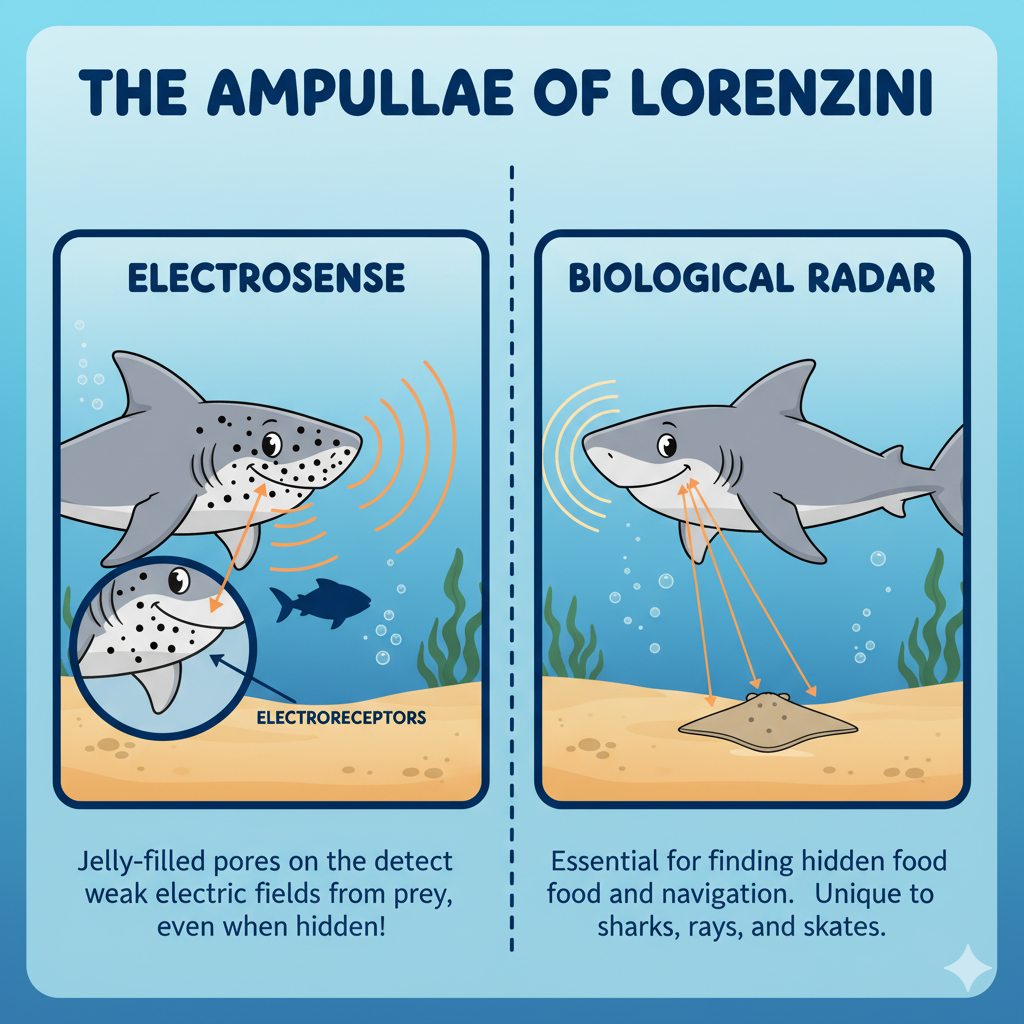 THE AMPULLAE OF LORENZINI
ELECTROSENSE
ELECTRORECEPTORS
Jelly-filled pores on the detect
weak electric fields from prey,
even when hidden!
BIOLOGICAL RADAR
Essential for finding hidden food
food and navigation. Unique to
sharks, rays, and skates.